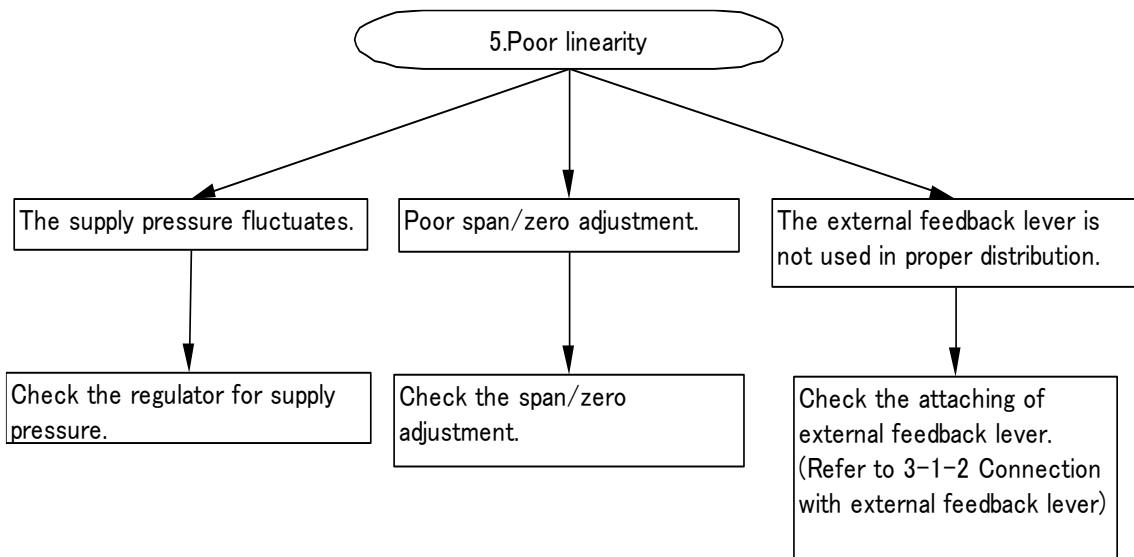 5.Poor linearity
The supply pressure fluctuates.
Poor span/zero adjustment.
The external feedback lever is
not used in proper distribution.
Check the regulator for supply
pressure.
Check the span/zero
adjustment.
Check the attaching of
external feedback lever.
(Refer to 3-1-2 Connection
with external feedback lever)